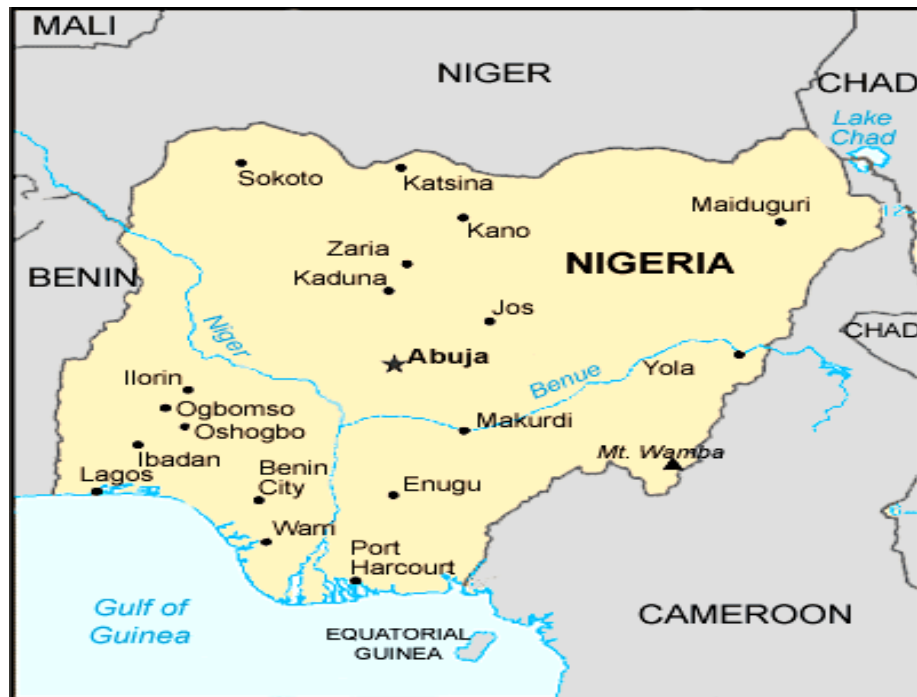 MALI
NIGER
CHAD
Lake
Chad
Sokoto
Katsina
Kano
Maiduguri
Zaria
NIGERIA
BENIN
Kaduna
Jos
Niger
CHAD
Abuja
Yola
Benue
Ilorin
Ogbomso
Oshogbo
Makurdi
Ibadan
Mt. Wamba
Lagos
Benin
City
Enugu
Warri
Port
Harcourt
Gulf of
Guinea
CAMEROON
EQUATORIAL
GUINEA